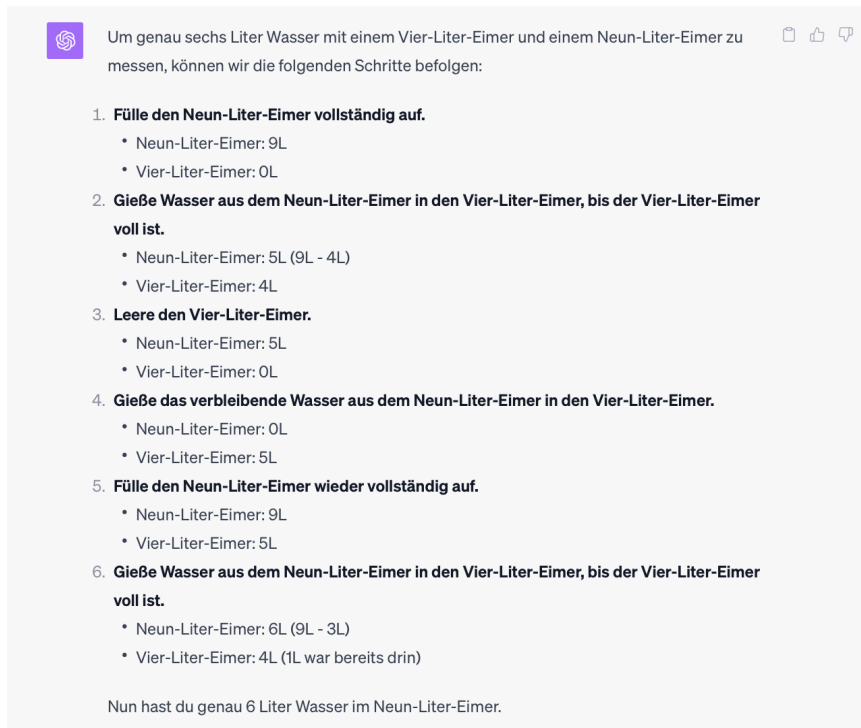 Um genau sechs Liter Wasser mit einem Vier-Liter-Eimer und einem Neun-Liter-Eimer zu
messen, können wir die folgenden Schritte befolgen:
1. Fülle den Neun-Liter-Eimer vollständig auf.
• Neun-Liter-Eimer: 9L
• Vier-Liter-Eimer: 0L
2. Gieße Wasser aus dem Neun-Liter-Eimer in den Vier-Liter-Eimer, bis der Vier-Liter-Eimer
voll ist.
• Neun-Liter-Eimer: 5L (9L - 4L)
• Vier-Liter-Eimer: 4L
3. Leere den Vier-Liter-Eimer.
• Neun-Liter-Eimer: 5L
• Vier-Liter-Eimer: 0L
4. Gieße das verbleibende Wasser aus dem Neun-Liter-Eimer in den Vier-Liter-Eimer.
• Neun-Liter-Eimer: 0L
• Vier-Liter-Eimer: 5L
5. Fülle den Neun-Liter-Eimer wieder vollständig auf.
• Neun-Liter-Eimer: 9L
• Vier-Liter-Eimer: 5L
6. Gieße Wasser aus dem Neun-Liter-Eimer in den Vier-Liter-Eimer, bis der Vier-Liter-Eimer
voll ist.
• Neun-Liter-Eimer: 6L (9L - 3L)
• Vier-Liter-Eimer: 4L (1L war bereits drin)
Nun hast du genau 6 Liter Wasser im Neun-Liter-Eimer.